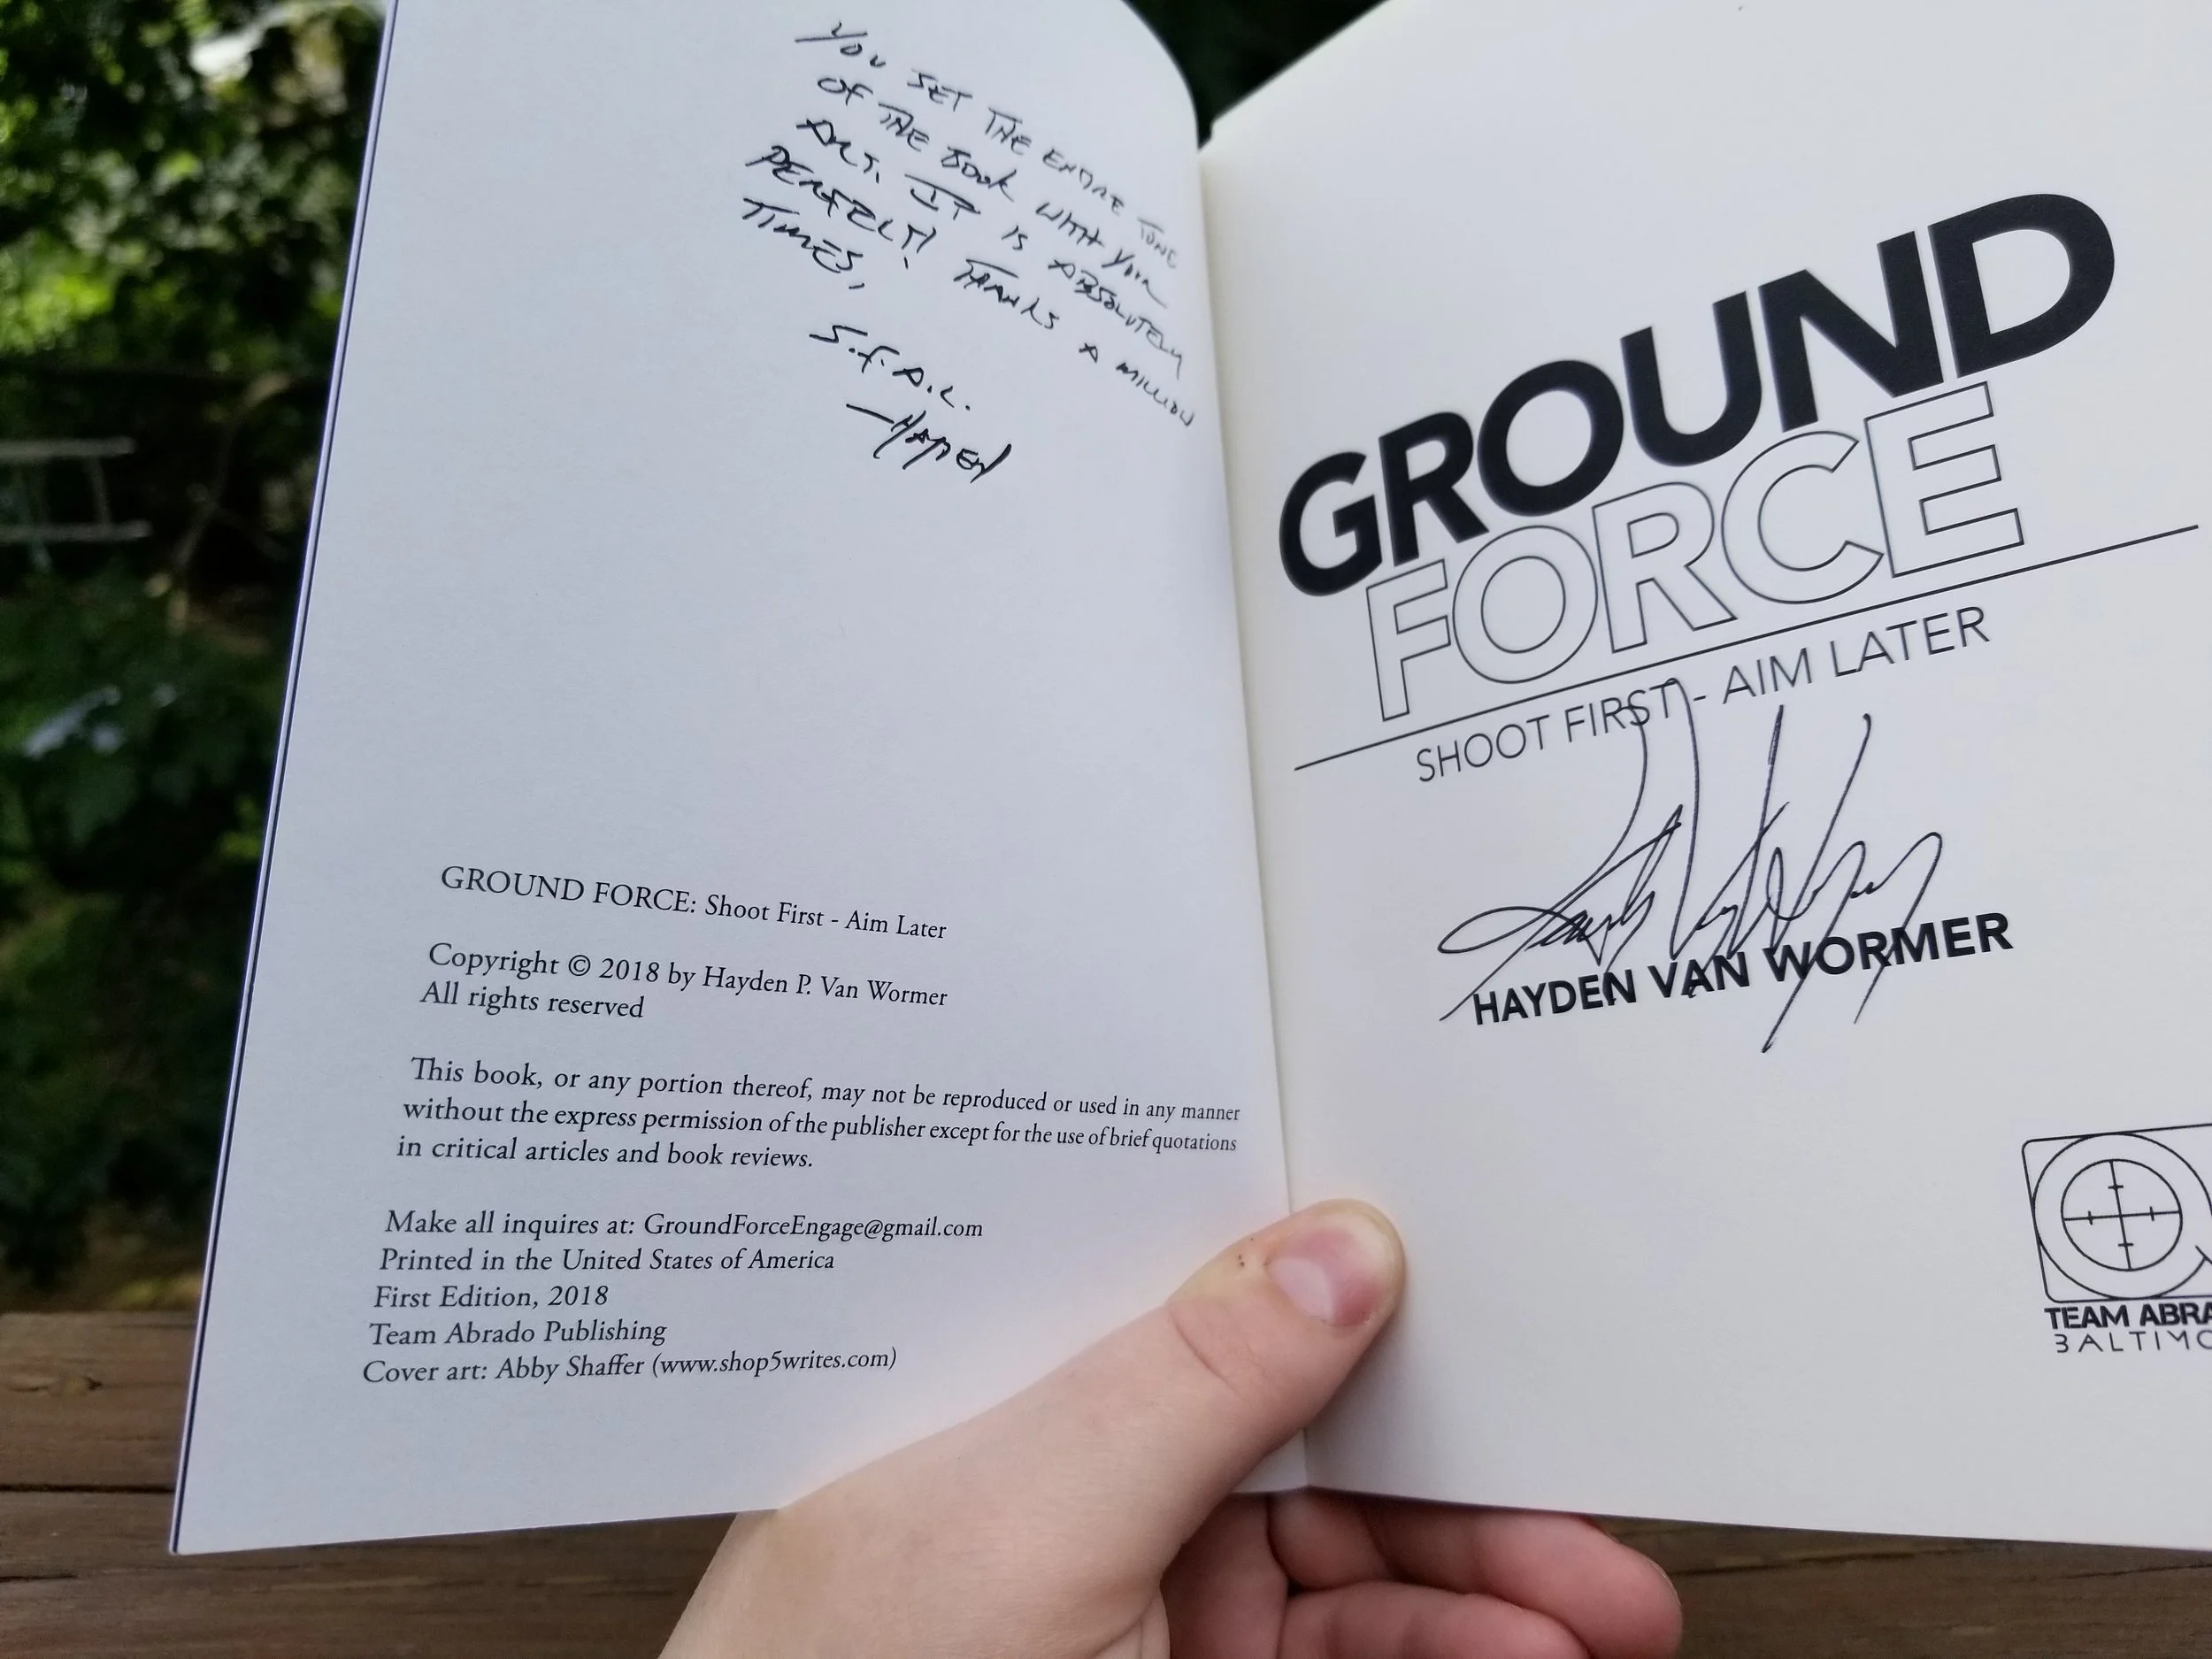 YOU SET THE ENTIRE TONE
OF THE BOOK WITH YOUR
ART. IT IS ABSOLUTELY
PERFECT! THANKS A MILLION
TIMES,
S.F.A.L.
—HAYDEN
GROUND FORCE: Shoot First - Aim Later
Copyright © 2018 by Hayden P. Van Wormer
All rights reserved
This book, or any portion thereof, may not be reproduced or used in any manner
without the express permission of the publisher except for the use of brief quotations
in critical articles and book reviews.
Make all inquires at: GroundForceEngage@gmail.com
Printed in the United States of America
First Edition, 2018
Team Abrado Publishing
Cover art: Abby Shaffer (www.shop5writes.com)
GROUND
FORCE
SHOOT FIRST - AIM LATER
HAYDEN VAN WORMER
TEAM ABRA
BALTIMO